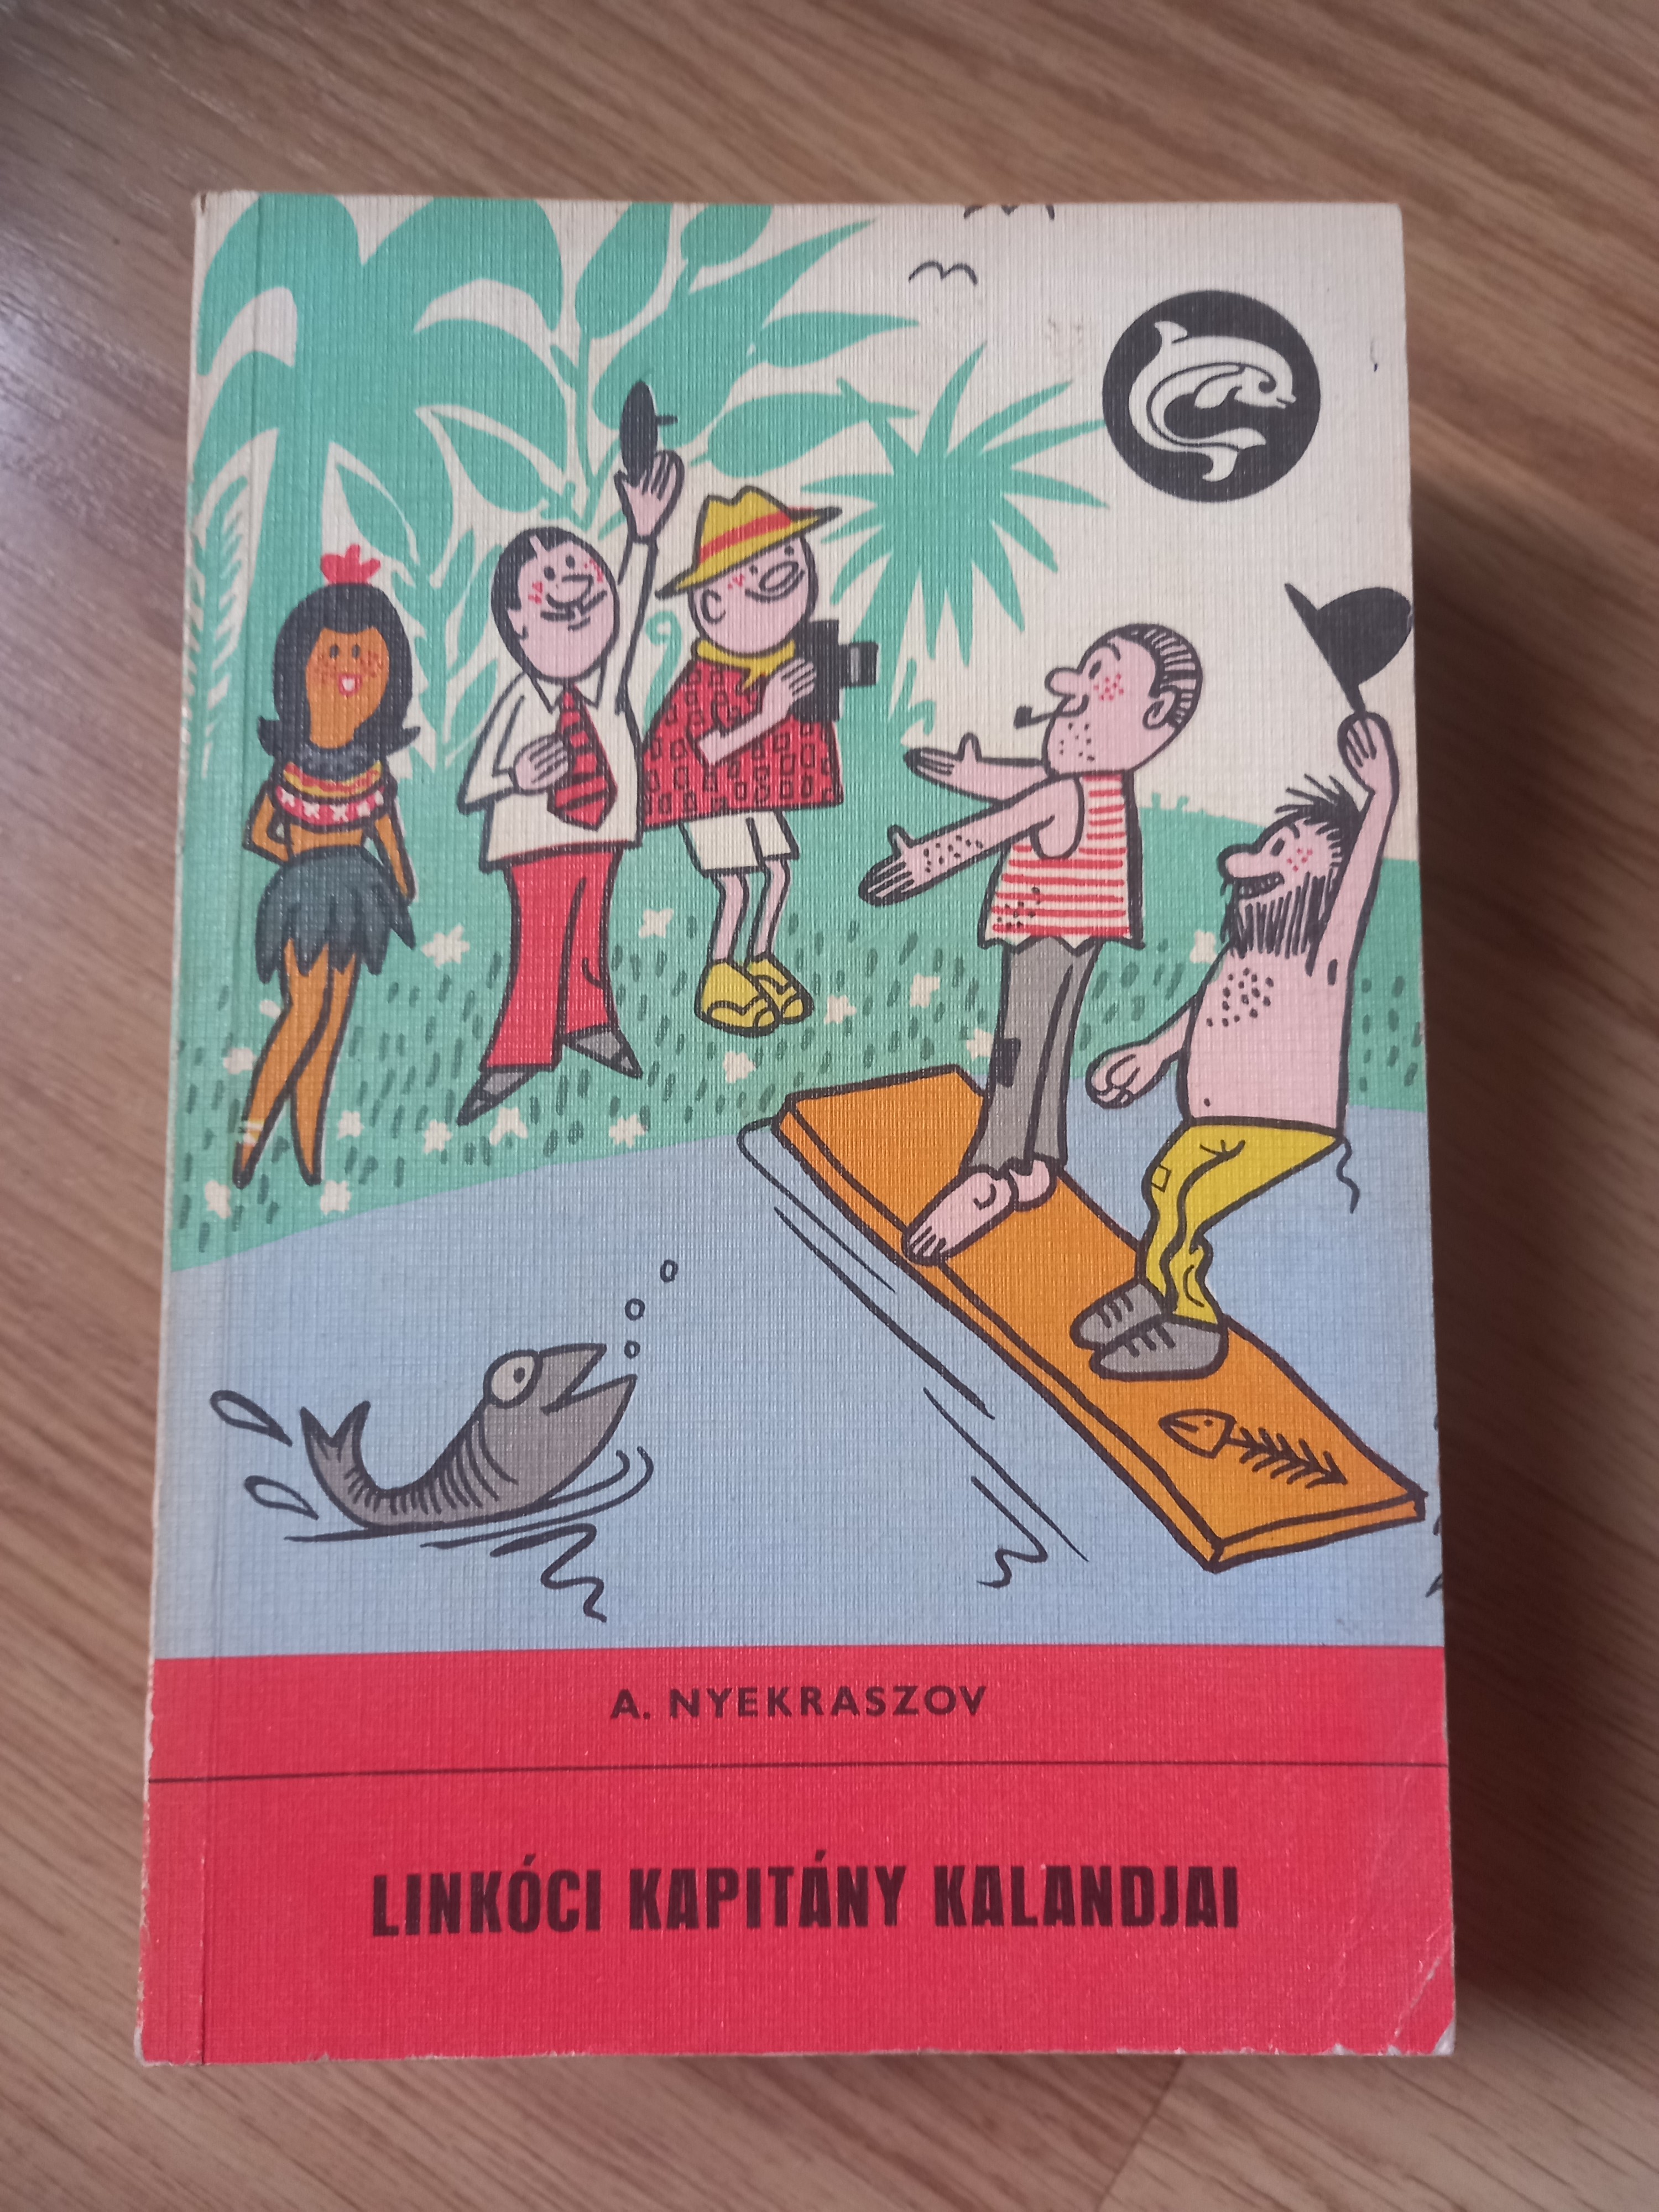 A. NYEKRASZOV
LINKÓCI KAPITÁNY KALANDJAI